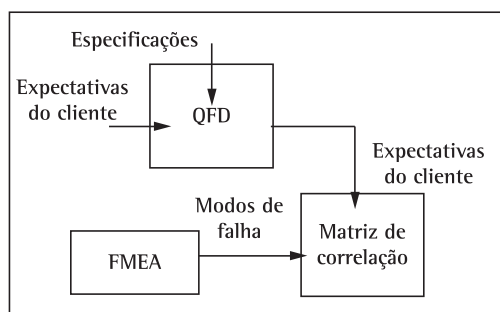 Especificações
Expectativas
do cliente
QFD
Expectativas
do cliente
Modos de
falha
Matriz de
correlação
FMEA